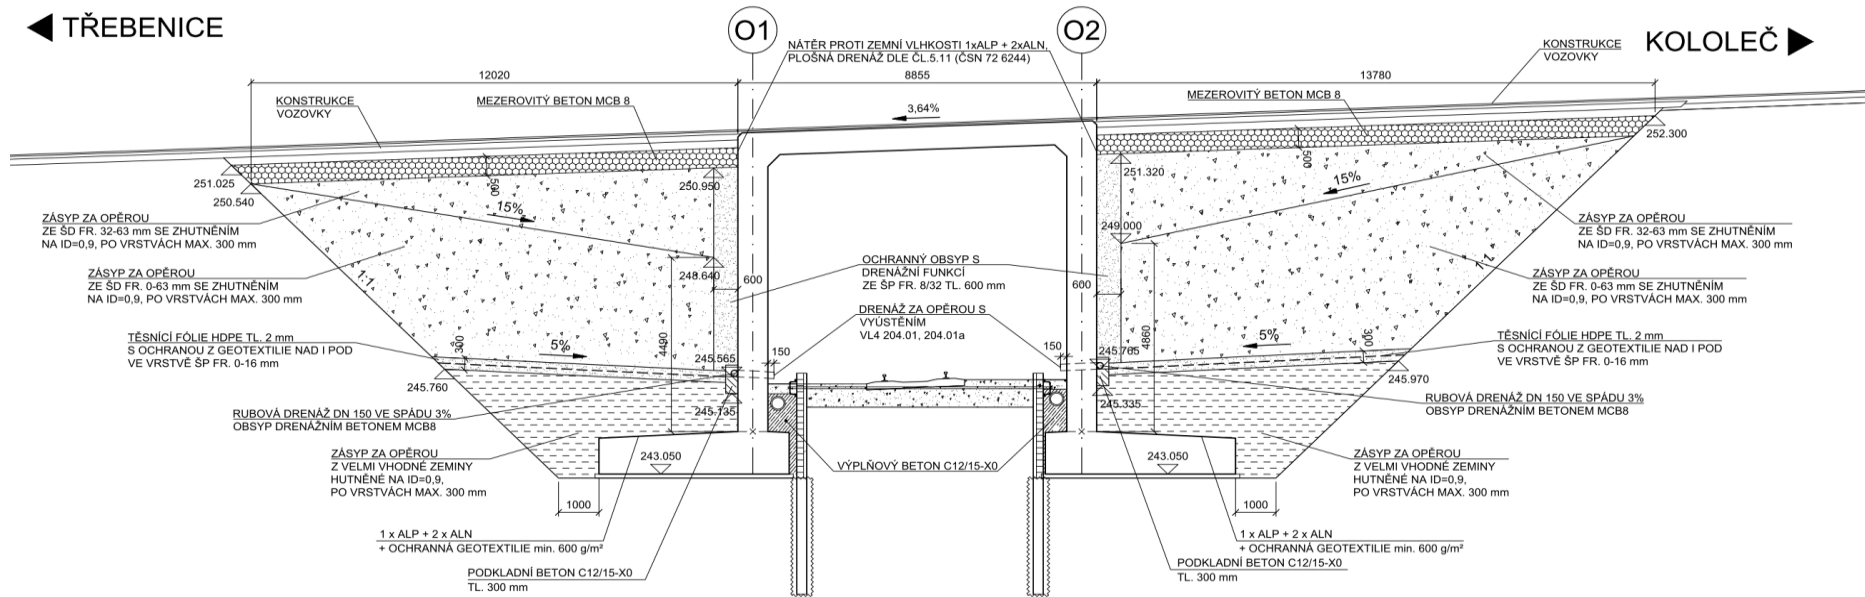 TŘEBENICE
O1
O2
KOLOLEČ
NÁTĚR PROTI ZEMNÍ VLHKOSTI 1xALP + 2xALN,
PLOŠNÁ DRENÁŽ DLE ČL.5.11 (ČSN 72 6244)
KONSTRUKCE
VOZOVKY
12020
8855
13780
KONSTRUKCE
VOZOVKY
MEZEROVITÝ BETON MCB 8
3,64%
MEZEROVITÝ BETON MCB 8
252.300
251.025
250.540
500
250.950
251.320
500
15%
15%
ZÁSYP ZA OPĚROU
ZE ŠD FR. 32-63 mm SE ZHUTNĚNÍM
NA ID=0,9, PO VRSTVÁCH MAX. 300 mm
249.000
ZÁSYP ZA OPĚROU
ZE ŠD FR. 32-63 mm SE ZHUTNĚNÍM
NA ID=0,9, PO VRSTVÁCH MAX. 300 mm
ZÁSYP ZA OPĚROU
ZE ŠD FR. 0-63 mm SE ZHUTNĚNÍM
NA ID=0,9, PO VRSTVÁCH MAX. 300 mm
1:1
248.640
600
OCHRANNÝ OBSYP S
DRENÁŽNÍ FUNKCÍ
ZE ŠP FR. 8/32 TL. 600 mm
600
1:1
ZÁSYP ZA OPĚROU
ZE ŠD FR. 0-63 mm SE ZHUTNĚNÍM
NA ID=0,9, PO VRSTVÁCH MAX. 300 mm
DRENÁŽ ZA OPĚROU S
VYÚSTĚNÍM
VL4 204.01, 204.01a
TĚSNÍCÍ FÓLIE HDPE TL. 2 mm
S OCHRANOU Z GEOTEXTILIE NAD I POD
VE VRSTVĚ ŠP FR. 0-16 mm
300
5%
4490
245.565
150
150
245.765
4860
5%
300
TĚSNÍCÍ FÓLIE HDPE TL. 2 mm
S OCHRANOU Z GEOTEXTILIE NAD I POD
VE VRSTVĚ ŠP FR. 0-16 mm
245.760
245.970
245.135
245.335
RUBOVÁ DRENÁŽ DN 150 VE SPÁDU 3%
OBSYP DRENÁŽNÍM BETONEM MCB8
RUBOVÁ DRENÁŽ DN 150 VE SPÁDU 3%
OBSYP DRENÁŽNÍM BETONEM MCB8
ZÁSYP ZA OPĚROU
Z VELMI VHODNÉ ZEMINY
HUTNĚNÉ NA ID=0,9,
PO VRSTVÁCH MAX. 300 mm
243.050
VÝPLŇOVÝ BETON C12/15-X0
243.050
ZÁSYP ZA OPĚROU
Z VELMI VHODNÉ ZEMINY
HUTNĚNÉ NA ID=0,9,
PO VRSTVÁCH MAX. 300 mm
1000
1000
1 x ALP + 2 x ALN
+ OCHRANNÁ GEOTEXTILIE min. 600 g/m²
1 x ALP + 2 x ALN
+ OCHRANNÁ GEOTEXTILIE min. 600 g/m²
PODKLADNÍ BETON C12/15-X0
TL. 300 mm
PODKLADNÍ BETON C12/15-X0
TL. 300 mm